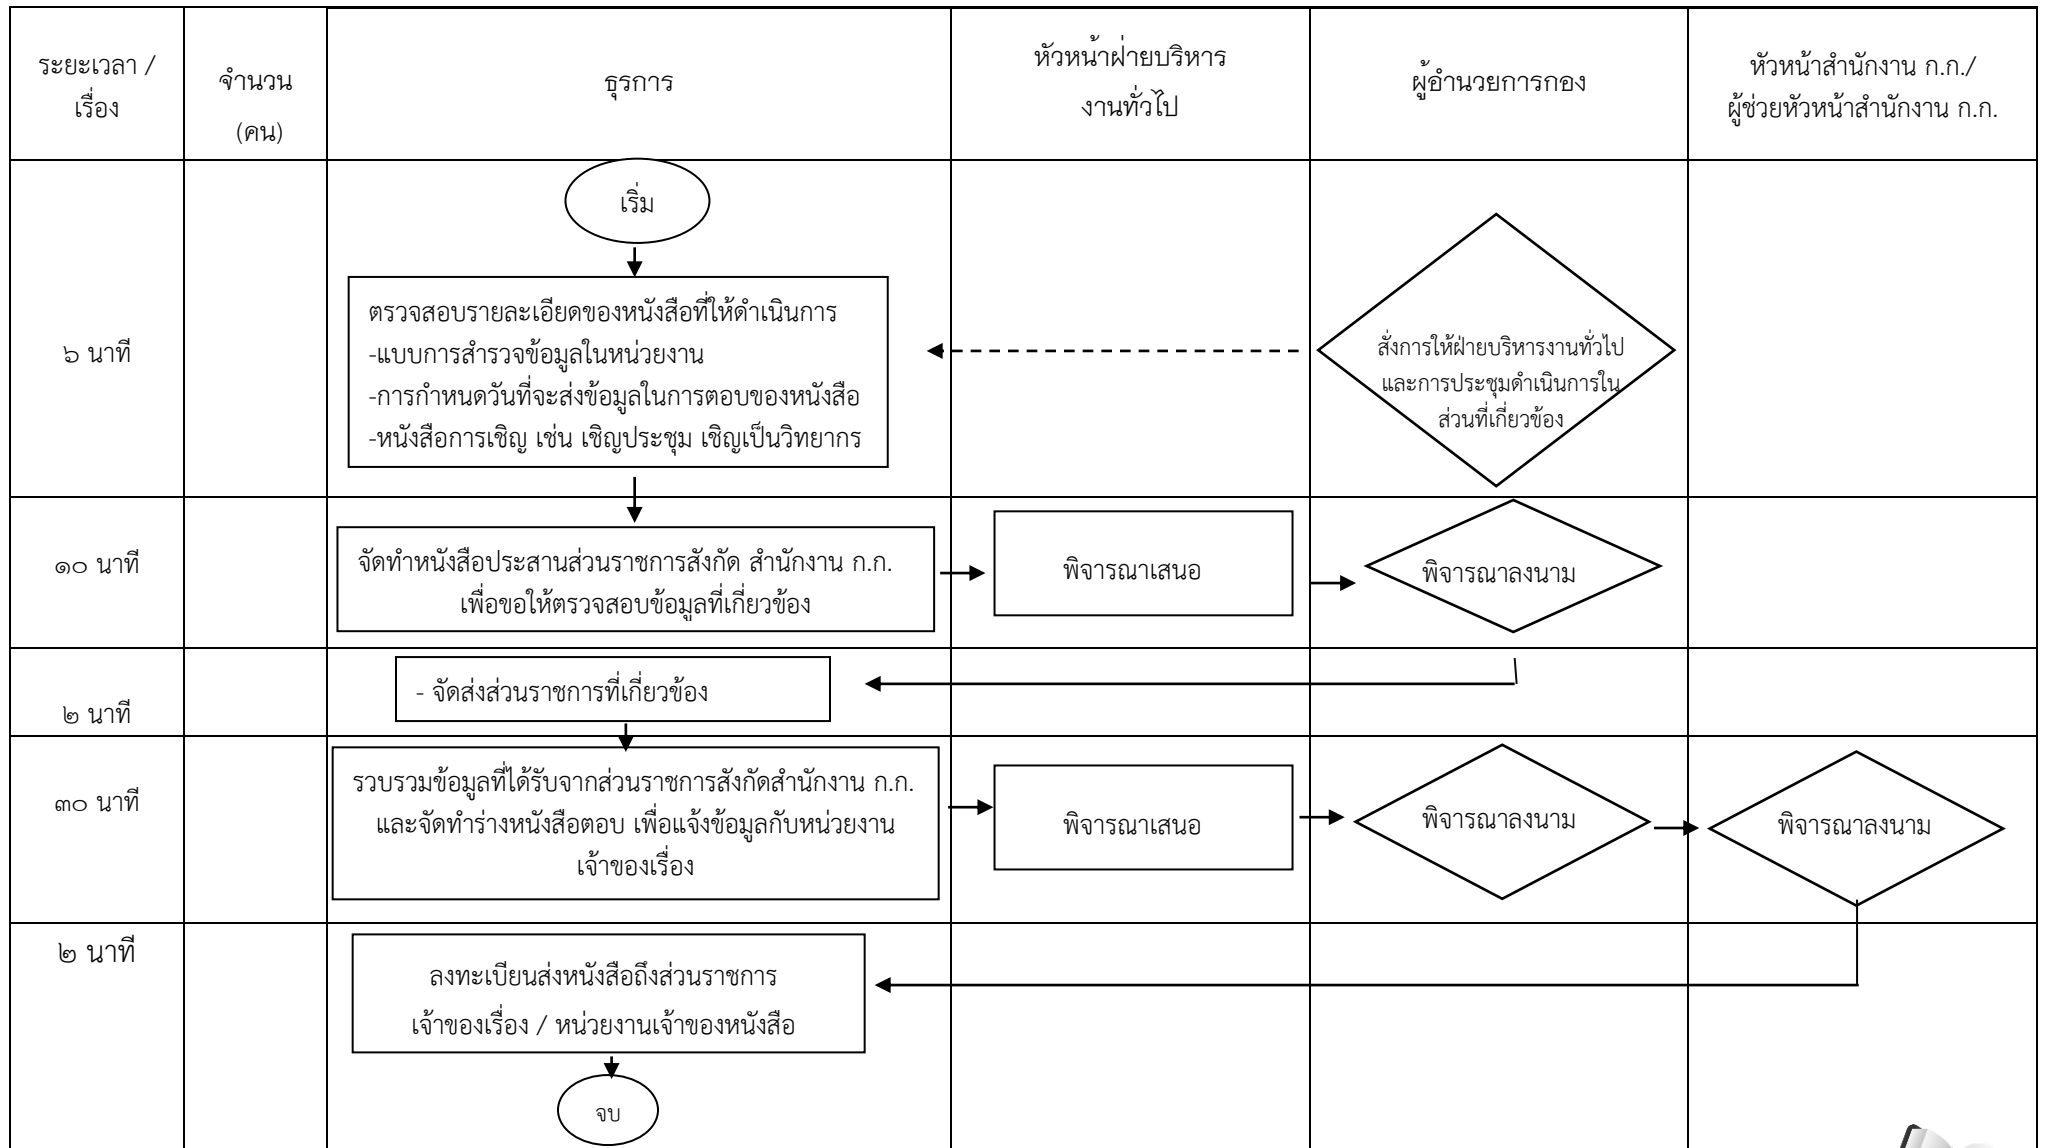 ระยะเวลา /
เรื่อง
จำนวน
(คน)
ธุรการ
หัวหน้าฝ่ายบริหาร
งานทั่วไป
ผู้อำนวยการกอง
หัวหน้าสำนักงาน ก.ก./
ผู้ช่วยหัวหน้าสำนักงาน ก.ก.
เริ่ม
๖ นาที
ตรวจสอบรายละเอียดของหนังสือที่ให้ดำเนินการ
-แบบการสำรวจข้อมูลในหน่วยงาน
-การกำหนดวันที่จะส่งข้อมูลในการตอบของหนังสือ
-หนังสือการเชิญ เช่น เชิญประชุม เชิญเป็นวิทยากร
สั่งการให้ฝ่ายบริหารงานทั่วไป
และการประชุมดำเนินการใน
ส่วนที่เกี่ยวข้อง
๑๐ นาที
จัดทำหนังสือประสานส่วนราชการสังกัด สำนักงาน ก.ก.
เพื่อขอให้ตรวจสอบข้อมูลที่เกี่ยวข้อง
พิจารณาเสนอ
พิจารณาลงนาม
๒ นาที
- จัดส่งส่วนราชการที่เกี่ยวข้อง
๓๐ นาที
รวบรวมข้อมูลที่ได้รับจากส่วนราชการสังกัดสำนักงาน ก.ก.
และจัดทำร่างหนังสือตอบ เพื่อแจ้งข้อมูลกับหน่วยงาน
เจ้าของเรื่อง
พิจารณาเสนอ
พิจารณาลงนาม
พิจารณาลงนาม
๒ นาที
ลงทะเบียนส่งหนังสือถึงส่วนราชการ
เจ้าของเรื่อง / หน่วยงานเจ้าของหนังสือ
จบ